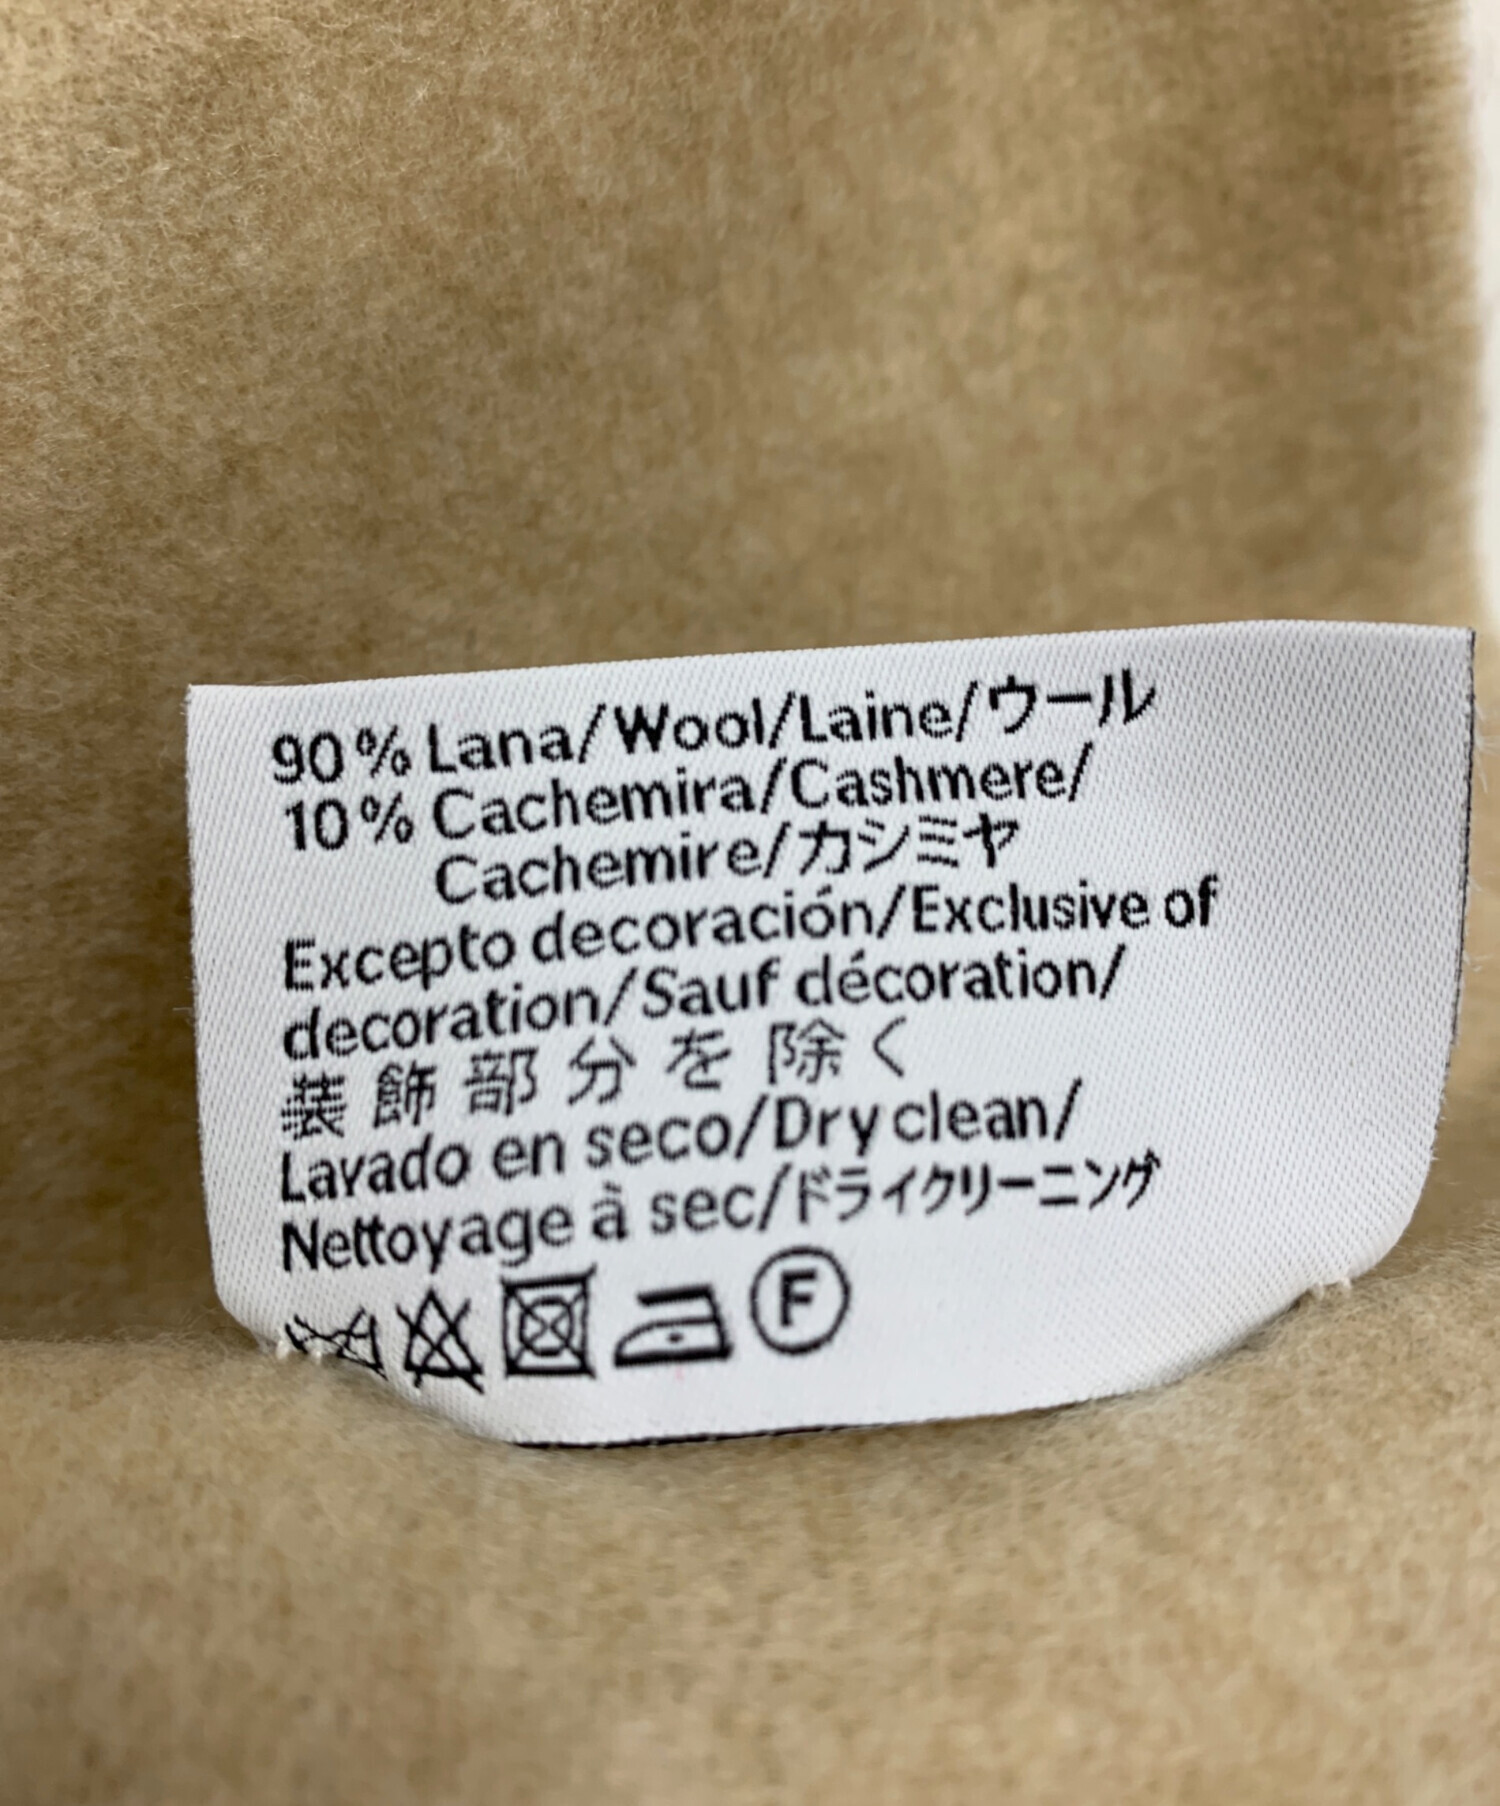 90% Lana/Wool/Laine/ウール
10% Cachemira/Cashmere/
Cachemire/カシミヤ
Excepto decoración/Exclusive of
decoration/Sauf décoration/
装飾部分を除く
Lavado en seco/Dry clean/
Nettoyage à sec/ドライクリーニング
F